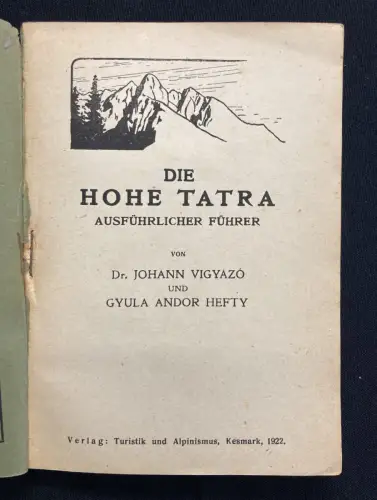 DIE
HOHE TATRA
AUSFÜHRLICHER FÜHRER
VON
Dr. JOHANN VIGYAZÓ
UND
GYULA ANDOR HEFTY
Verlag: Turistik und Alpinismus, Kesmark, 1922.